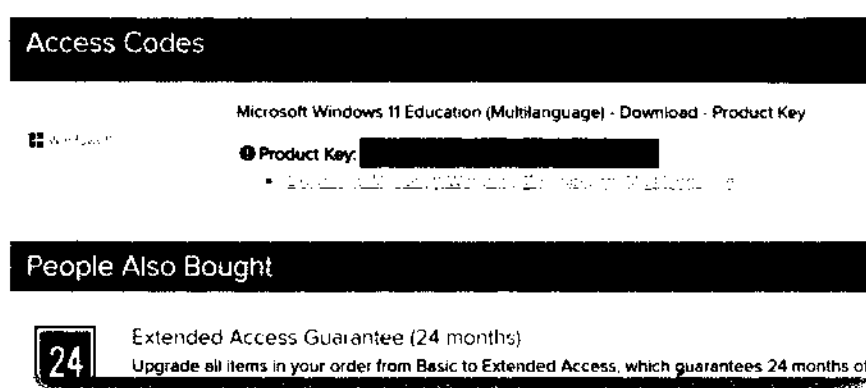 Access Codes
Microsoft Windows 11 Education (Multilanguage) - Download - Product Key
Product Key:
People Also Bought
24
Extended Access Guarantee (24 months)
Upgrade all items in your order from Basic to Extended Access, which guarantees 24 months of